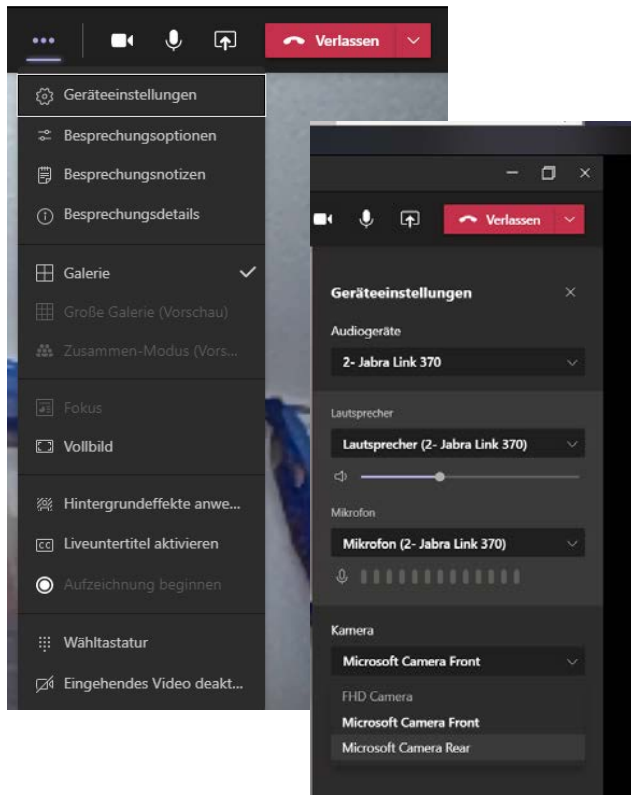 Verlassen
Geräteeinstellungen
Besprechungsoptionen
Besprechungsnotizen
Besprechungsdetails
Galerie
Große Galerie (Vorschau)
Zusammen-Modus (Vors...
Fokus
Vollbild
Hintergrundeffekte anwe...
CC Liveuntertitel aktivieren
Aufzeichnung beginnen
Wähltastatur
Eingehendes Video deakt...
Verlassen
Geräteeinstellungen
Audiogeräte
2- Jabra Link 370
Lautsprecher
Lautsprecher (2- Jabra Link 370)
Mikrofon
Mikrofon (2- Jabra Link 370)
Kamera
Microsoft Camera Front
FHD Camera
Microsoft Camera Front
Microsoft Camera Rear